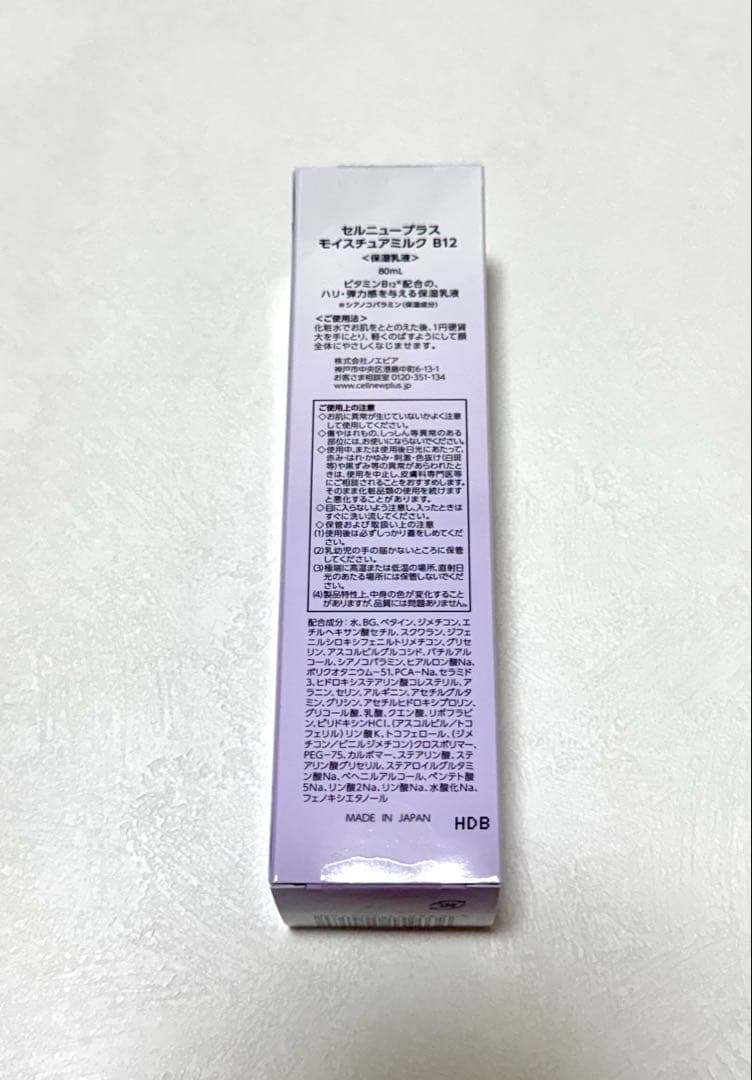 セルニュープラス
モイスチュアミルク B12
<保湿乳液>
80mL
ビタミンB12※配合の、
ハリ・弾力感を与える保湿乳液
※シアノコバラミン(保湿成分)
<ご使用法>
化粧水でお肌をととのえた後、1円硬貨
大を手にとり、軽くのばすようにして顔
全体にやさしくなじませます。
株式会社ノエビア
神戸市中央区港島中町6-13-1
お客さま相談室 0120-351-134
www.cellnewplus.jp
ご使用上の注意
◇お肌に異常が生じていないかよく注意
して使用してください。
◇傷やはれもの、しっしん等異常のある
部位には、お使いにならないでください。
◇使用中、または使用後日光にあたって、
赤み・はれ・かゆみ・刺激・色抜け(白斑
等)や黒ずみ等の異常があらわれたと
きは、使用を中止し、皮膚科専門医等
にご相談されることをおすすめします。
そのまま化粧品類の使用を続けます
と悪化することがあります。
◇目に入らないよう注意し、入ったときは
すぐに洗い流してください。
◇保管および取扱い上の注意
(1)使用後は必ずしっかり蓋をしめてくだ
さい。
(2)乳幼児の手の届かないところに保管
してください。
(3)極端に高温または低温の場所、直射日
光のあたる場所には保管しないでくだ
さい。
(4)製品特性上、中身の色が変化すること
がありますが、品質には問題ありません。
配合成分:水、BG、ベタイン、ジメチコン、エ
チルヘキサン酸セチル、スクワラン、ジフェ
ニルシロキシフェニルトリメチコン、グリセ
リン、アスコルビルグルコシド、バチルアル
コール、シアノコバラミン、ヒアルロン酸Na、
ポリクオタニウム-51、PCA-Na、セラミド
3、ヒドロキシステアリン酸コレステリル、ア
ラニン、セリン、アルギニン、アセチルグルタ
ミン、グリシン、アセチルヒドロキシプロリン、
グリコール酸、乳酸、クエン酸、リボフラビ
ン、ピリドキシンHCl、(アスコルビル/トコ
フェリル)リン酸K、トコフェロール、(ジメ
チコン/ビニルジメチコン)クロスポリマー、
PEG-75、カルボマー、ステアリン酸、ステ
アリン酸グリセリル、ステアロイルグルタミ
ン酸Na、ベヘニルアルコール、ペンテト酸
5Na、リン酸2Na、リン酸Na、水酸化Na、
フェノキシエタノール
MADE IN JAPAN
HDB